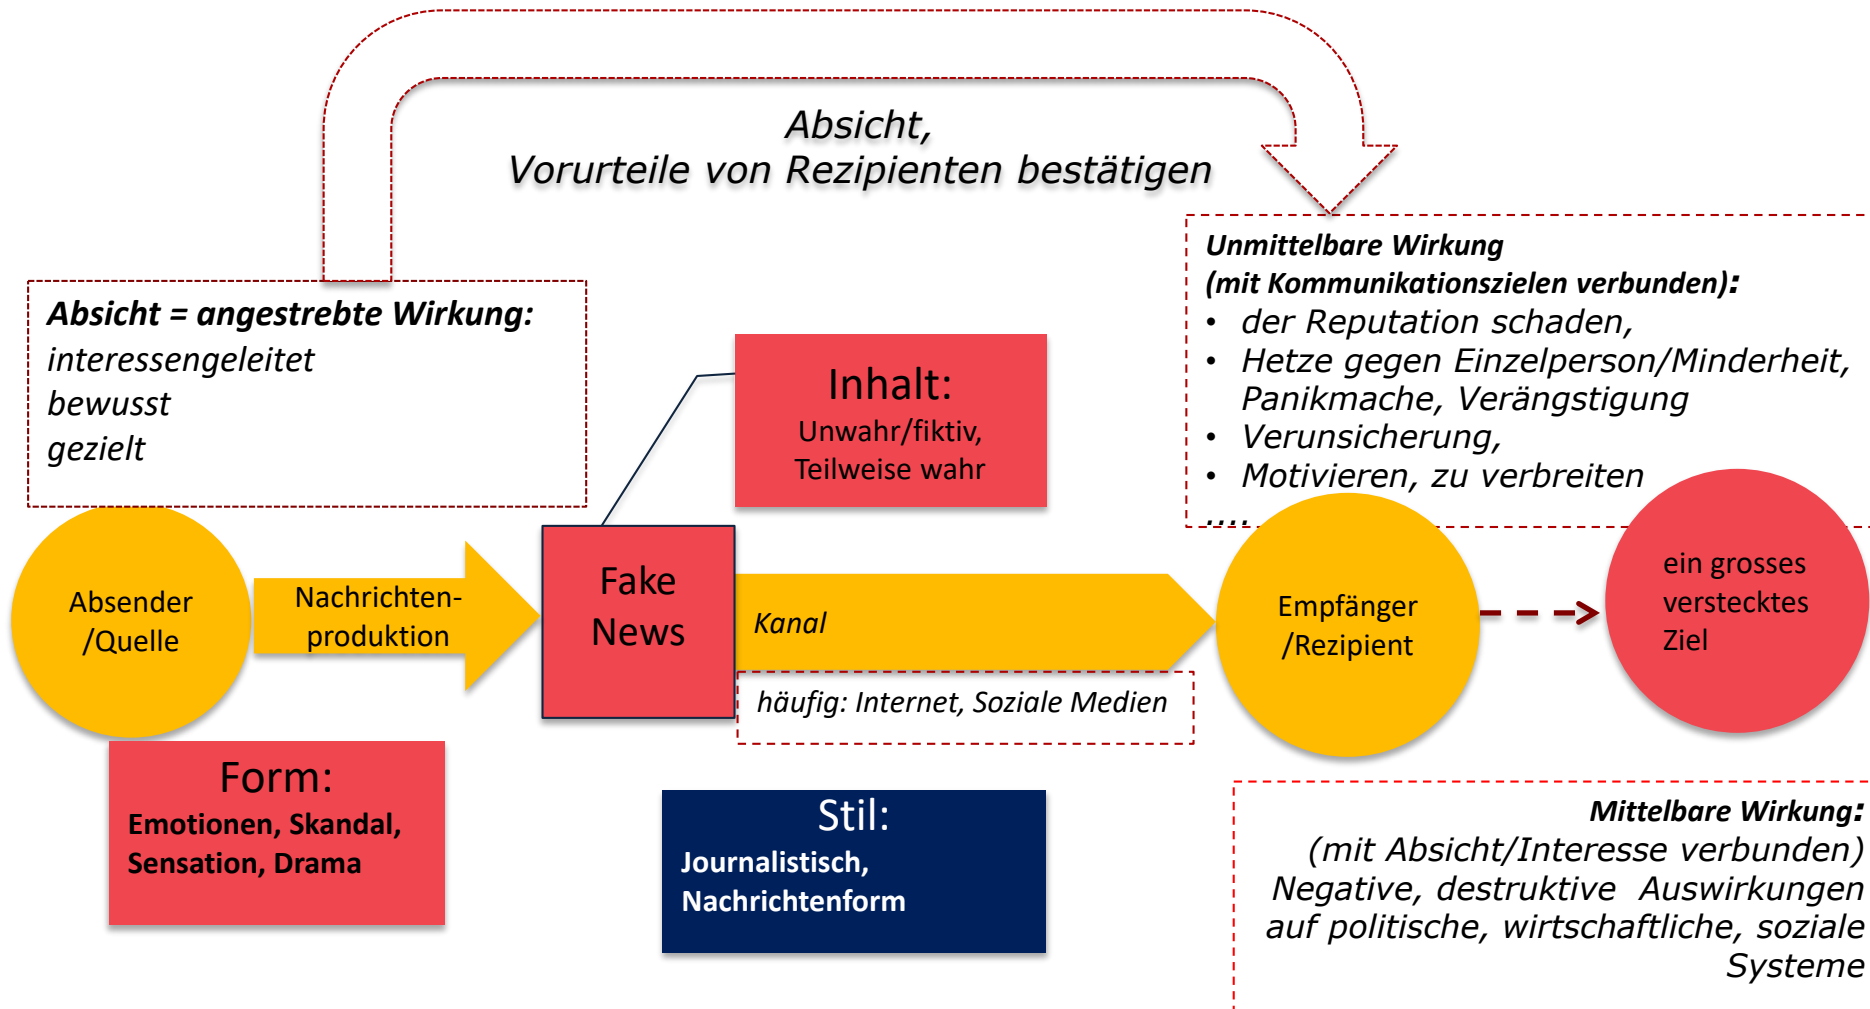 Absicht,
Vorurteile von Rezipienten bestätigen
Absicht = angestrebte Wirkung:
interessengeleitet
bewusst
gezielt
Unmittelbare Wirkung
(mit Kommunikationszielen verbunden):
• der Reputation schaden,
• Hetze gegen Einzelperson/Minderheit,
Panikmache, Verängstigung
• Verunsicherung,
• Motivieren, zu verbreiten
....
Inhalt:
Unwahr/fiktiv,
Teilweise wahr
Absender
/Quelle
Nachrichten-
produktion
Fake
News
Kanal
häufig: Internet, Soziale Medien
Empfänger
/Rezipient
ein grosses
verstecktes
Ziel
Form:
Emotionen, Skandal,
Sensation, Drama
Stil:
Journalistisch,
Nachrichtenform
Mittelbare Wirkung:
(mit Absicht/Interesse verbunden)
Negative, destruktive Auswirkungen
auf politische, wirtschaftliche, soziale
Systeme